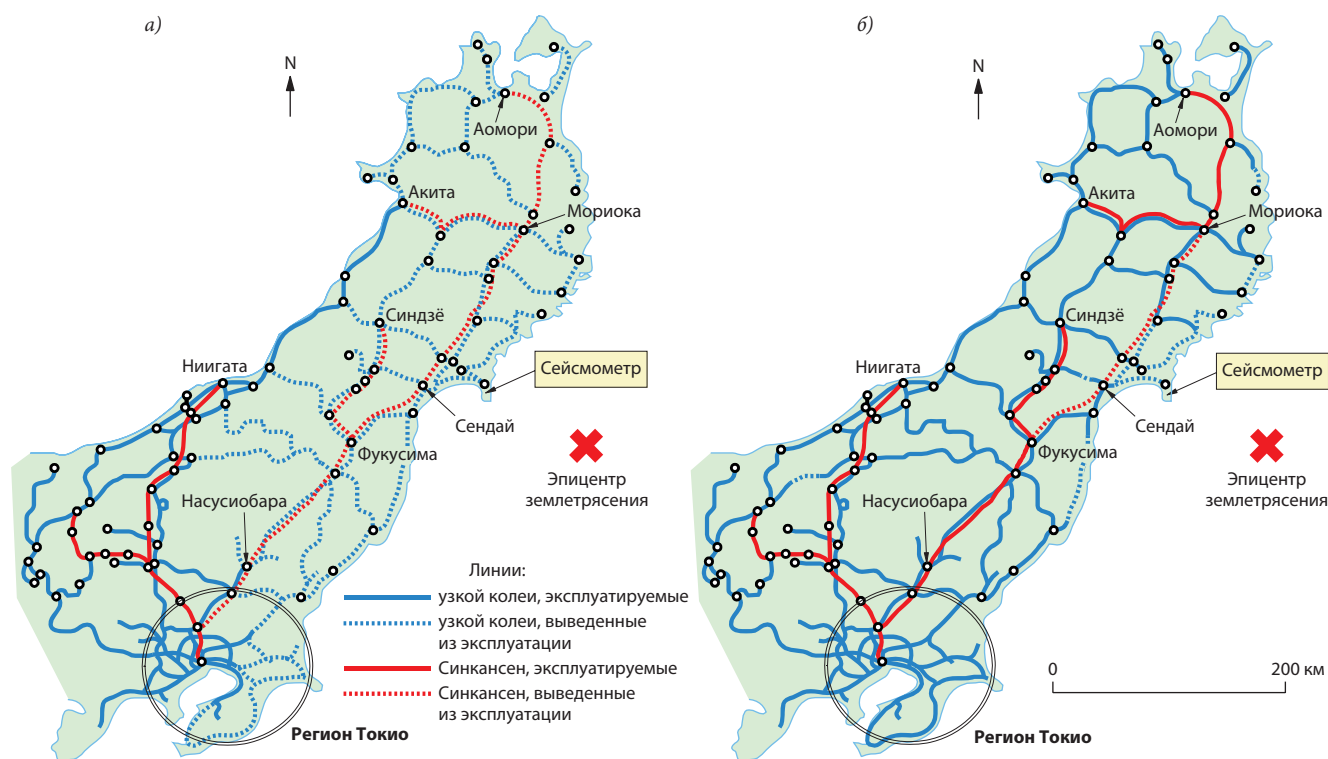 а)
N
Аомори
Акита
Мориока
Синдзё
Ниигата
Сейсмометр
Сендай
Фукусима
Эпицентр
землетрясения
Насусиобара
Линии:
узкой колеи, эксплуатируемые
узкой колеи, выведенные
из эксплуатации
Синкансен, эксплуатируемые
Синкансен, выведенные
из эксплуатации
Регион Токио
б)
N
Аомори
Акита
Мориока
Синдзё
Ниигата
Сейсмометр
Сендай
Фукусима
Эпицентр
землетрясения
Насусиобара
0
200 км
Регион Токио